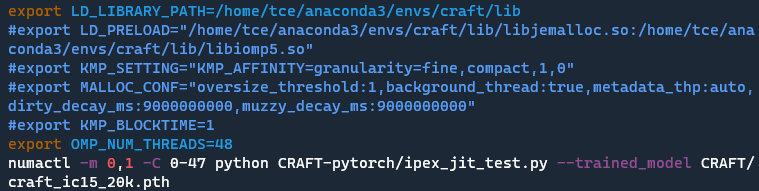 export LD_LIBRARY_PATH=/home/tce/anaconda3/envs/craft/lib
#export LD_PRELOAD="/home/tce/anaconda3/envs/craft/lib/libjemalloc.so:/home/tce/ana
conda3/envs/craft/lib/libiomp5.so"
#export KMP_SETTING="KMP_AFFINITY=granularity=fine,compact,1,0"
#export MALLOC_CONF="oversize_threshold:1,background_thread:true,metadata_thp:auto,
dirty_decay_ms:9000000000,muzzy_decay_ms:9000000000"
#export KMP_BLOCKTIME=1
export OMP_NUM_THREADS=48
numactl -m 0,1 -C 0-47 python CRAFT-pytorch/ipex_jit_test.py --trained_model CRAFT/
craft_ic15_20k.pth